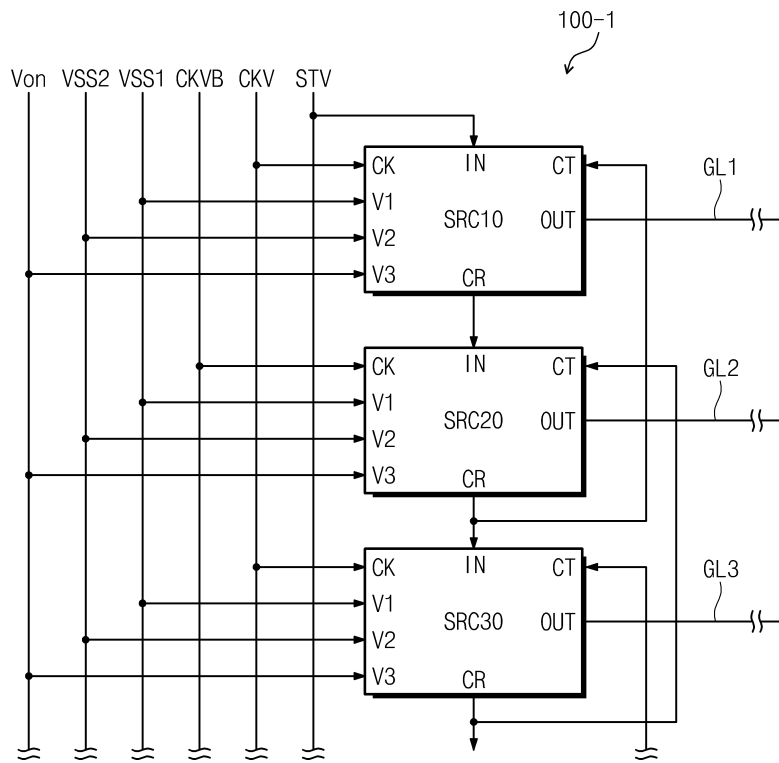 100-1
Von VSS2 VSS1 CKVB CKV STV
CK IN CT
V1
V2 SRC10 OUT
V3
CR
GL1
CK IN CT
V1
V2 SRC20 OUT
V3
CR
GL2
CK IN CT
V1
V2 SRC30 OUT
V3
CR
GL3